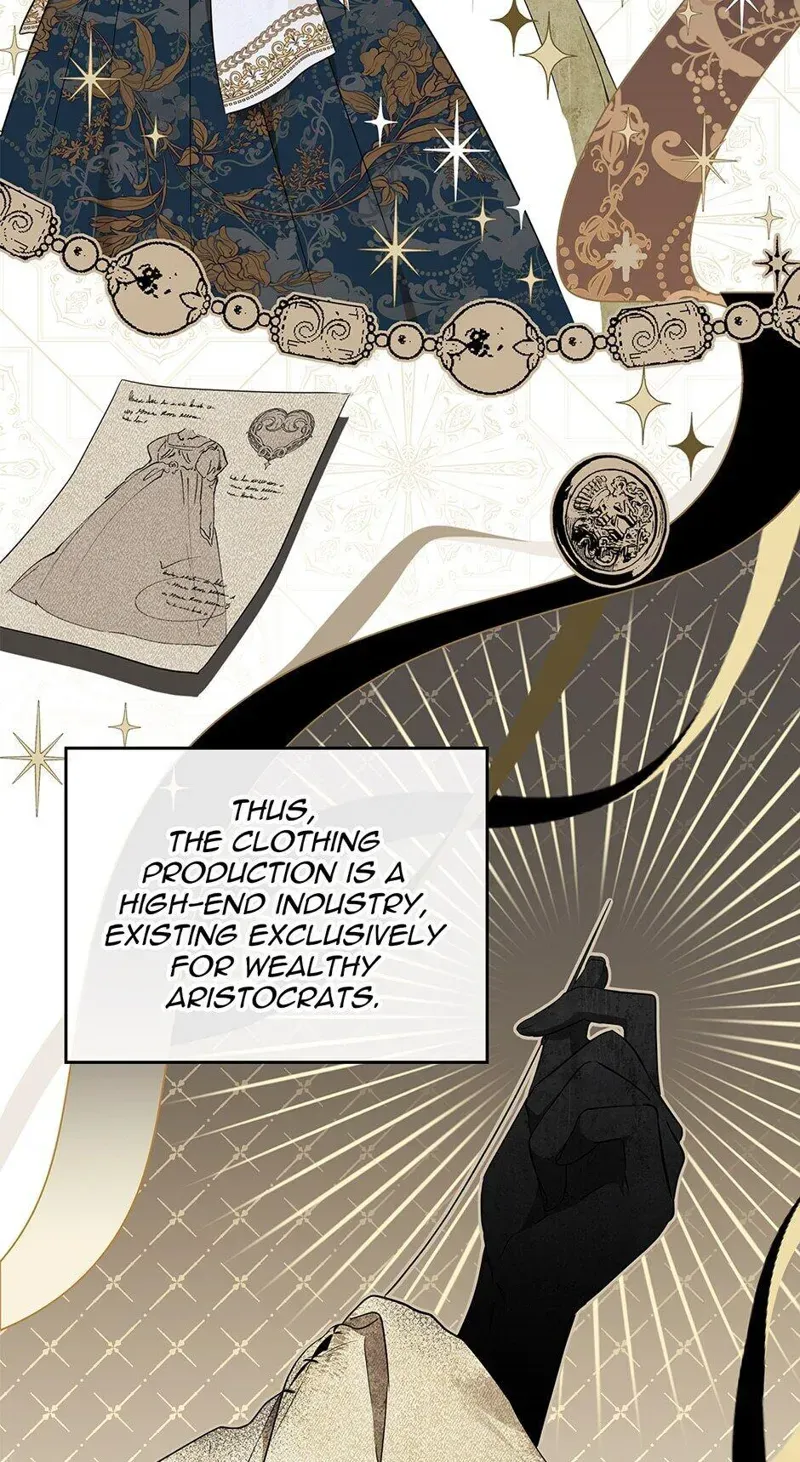 THUS,
THE CLOTHING
PRODUCTION IS A
HIGH-END INDUSTRY,
EXISTING EXCLUSIVELY
FOR WEALTHY
ARISTOCRATS.